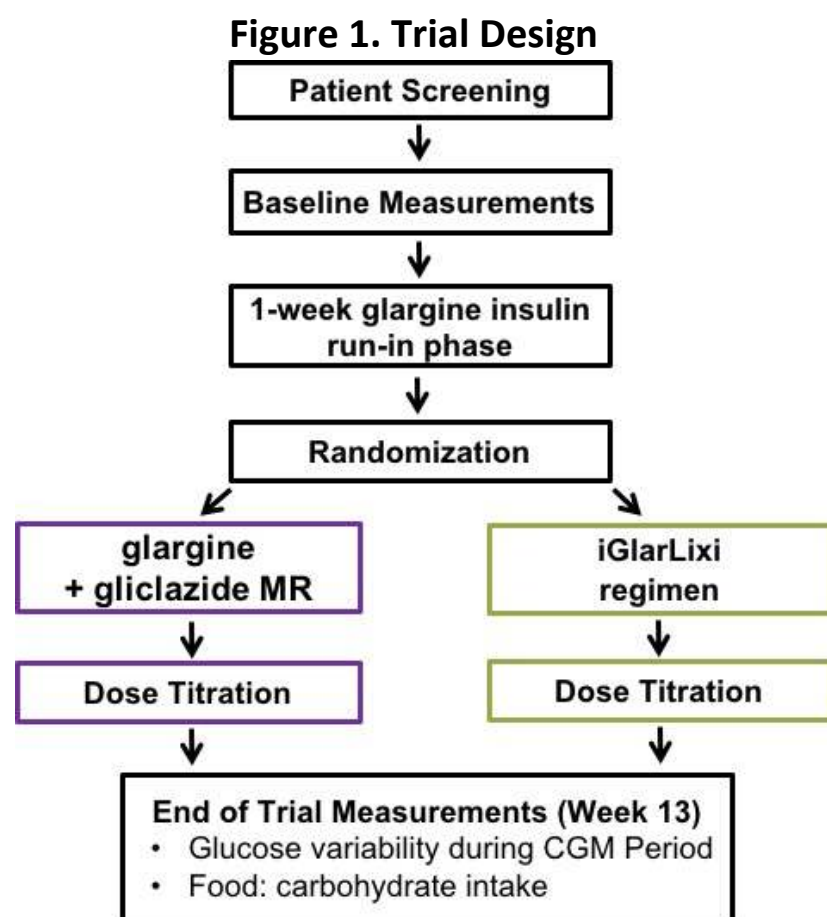 Figure 1. Trial Design
Patient Screening
Baseline Measurements
1-week glargine insulin
run-in phase
Randomization
glargine
+ gliclazide MR
iGlarLixi
regimen
Dose Titration
Dose Titration
End of Trial Measurements (Week 13)
• Glucose variability during CGM Period
• Food: carbohydrate intake